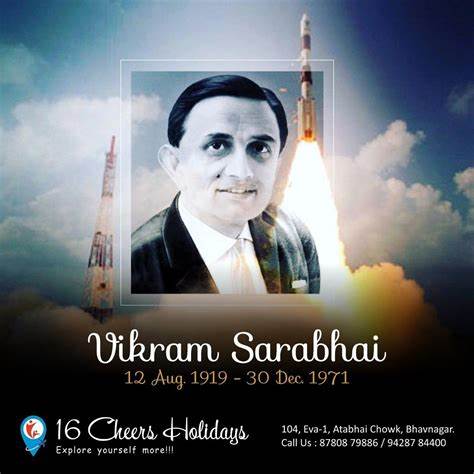 Vikram Sarabhai
12 Aug. 1919 - 30 Dec. 1971
16 Cheers Holidays
Explore yourself more!!!
104, Eva-1, Atabhai Chowk, Bhavnagar.
Call Us : 87808 79886 / 94287 84400